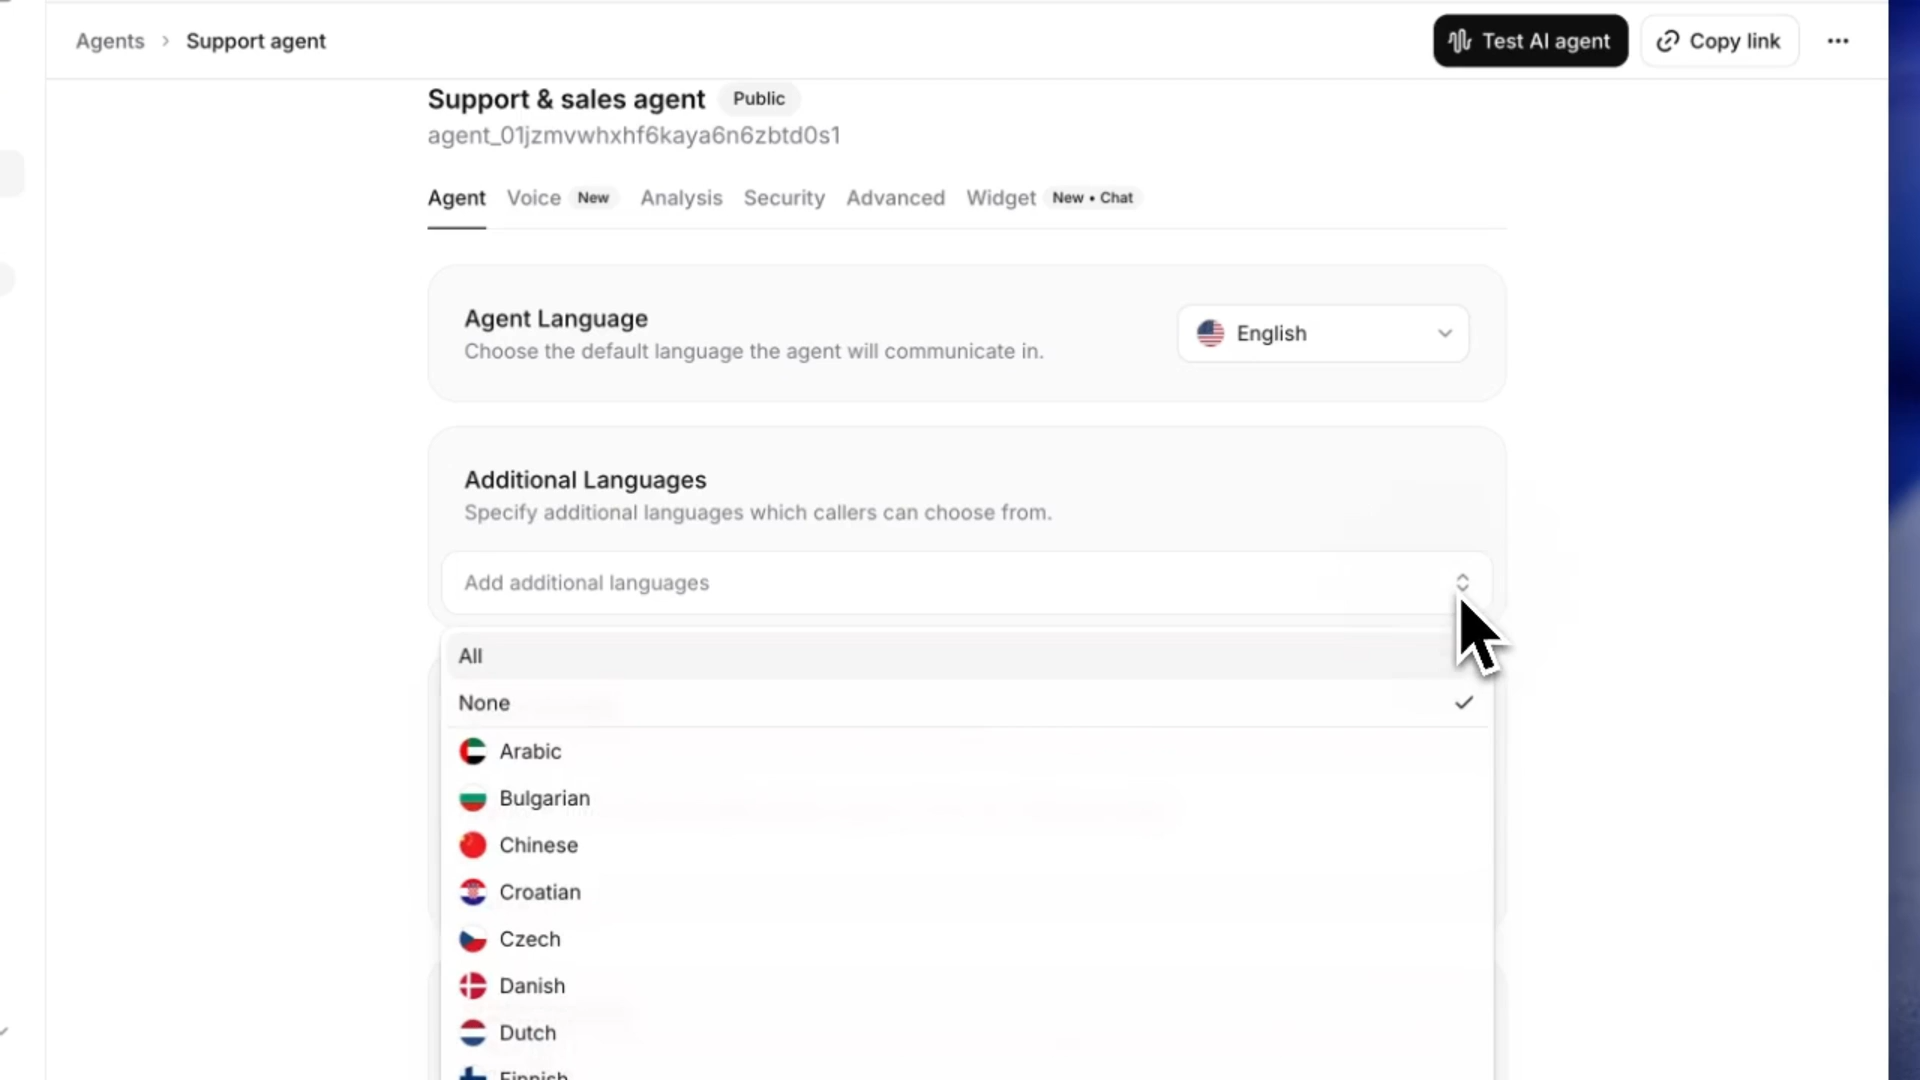 Agents > Support agent
Test AI agent
Copy link
Support & sales agent Public
agent_01jzmvwhxhf6kaya6n6zbtd0s1
Agent Voice New Analysis Security Advanced Widget New • Chat
Agent Language
Choose the default language the agent will communicate in.
English
Additional Languages
Specify additional languages which callers can choose from.
Add additional languages
All
None
Arabic
Bulgarian
Chinese
Croatian
Czech
Danish
Dutch
Finnish